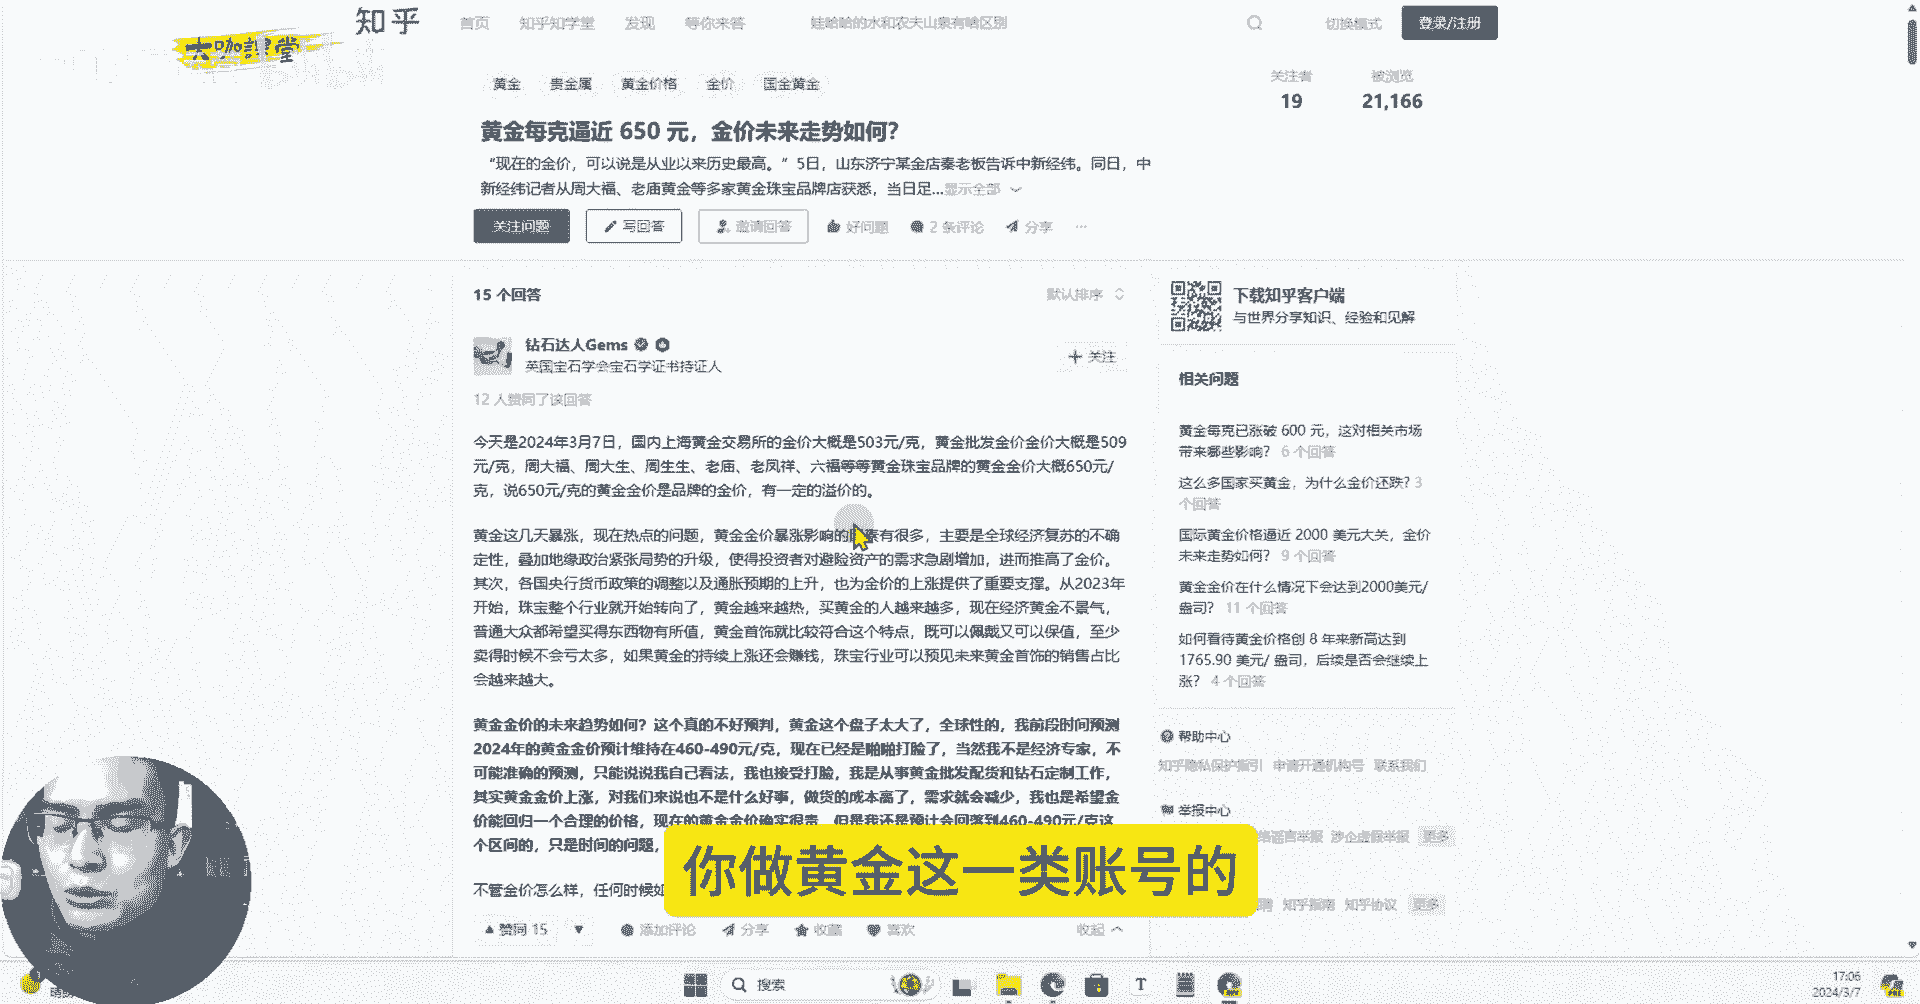 大咖課堂
知乎
首页
知乎知学堂
发现
等你来答
娃哈哈的水和农夫山泉有啥区别
切换模式
登录/注册
黄金
贵金属
黄金价格
金价
国金黄金
关注者
19
被浏览
21,166
黄金每克逼近 650 元，金价未来走势如何？
“现在的金价，可以说是从业以来历史最高。”5日，山东济宁某金店秦老板告诉中新经纬。同日，中
新经纬记者从周大福、老庙黄金等多家黄金珠宝品牌店获悉，当日足...显示全部
关注问题
写回答
邀请回答
好问题
2 条评论
分享
...
15 个回答
默认排序
钻石达人Gems
英国宝石学会宝石学证书持证人
关注
12 人赞同了该回答
今天是2024年3月7日，国内上海黄金交易所的金价大概是503元/克，黄金批发金价金价大概是509
元/克，周大福、周大生、周生生、老庙、老凤祥、六福等等黄金珠宝品牌的黄金金价大概650元/
克，说650元/克的黄金金价是品牌的金价，有一定的溢价的。
黄金这几天暴涨，现在热点的问题，黄金金价暴涨影响的因素有很多，主要是全球经济复苏的不确
定性，叠加地缘政治紧张局势的升级，使得投资者对避险资产的需求急剧增加，进而推高了金价。
其次，各国央行货币政策的调整以及通胀预期的上升，也为金价的上涨提供了重要支撑。从2023年
开始，珠宝整个行业就开始转向了，黄金越来越热，买黄金的人越来越多，现在经济黄金不景气，
普通大众都希望买得东西物有所值，黄金首饰就比较符合这个特点，既可以佩戴又可以保值，至少
卖得时候不会亏太多，如果黄金的持续上涨还会赚钱，珠宝行业可以预见未来黄金首饰的销售占比
会越来越大。
黄金金价的未来趋势如何？这个真的不好预判，黄金这个盘子太大了，全球性的，我前段时间预测
2024年的黄金金价预计维持在460-490元/克，现在已经是啪啪打脸了，当然我不是经济专家，不
可能准确的预测，只能说说我自己看法，我也接受打脸，我是从事黄金批发配货和钻石定制工作，
其实黄金金价上涨，对我们来说也不是什么好事，做货的成本高了，需求就会减少，我也是希望金
价能回归一个合理的价格，现在的黄金金价确实很贵，但是我还是预计会回落到460-490元/克这
个区间的，只是时间的问题，
不管金价怎么样，任何时候如
赞同 15
添加评论
分享
收藏
喜欢
收起
下载知乎客户端
与世界分享知识、经验和见解
相关问题
黄金每克已涨破 600 元，这对相关市场
带来哪些影响？ 6 个回答
这么多国家买黄金，为什么金价还跌? 3
个回答
国际黄金价格逼近 2000 美元大关，金价
未来走势如何？ 9 个回答
黄金金价在什么情况下会达到2000美元/
盎司？ 11 个回答
如何看待黄金价格创 8 年来新高达到
1765.90 美元/ 盎司，后续是否会继续上
涨？ 4 个回答
帮助中心
知乎隐私保护指引 申请开通机构号 联系我们
举报中心
谣言举报 涉企虚假举报 更多
聘 知乎指南 知乎协议 更多
你做黄金这一类账号的
搜索
17:06
2024/3/7